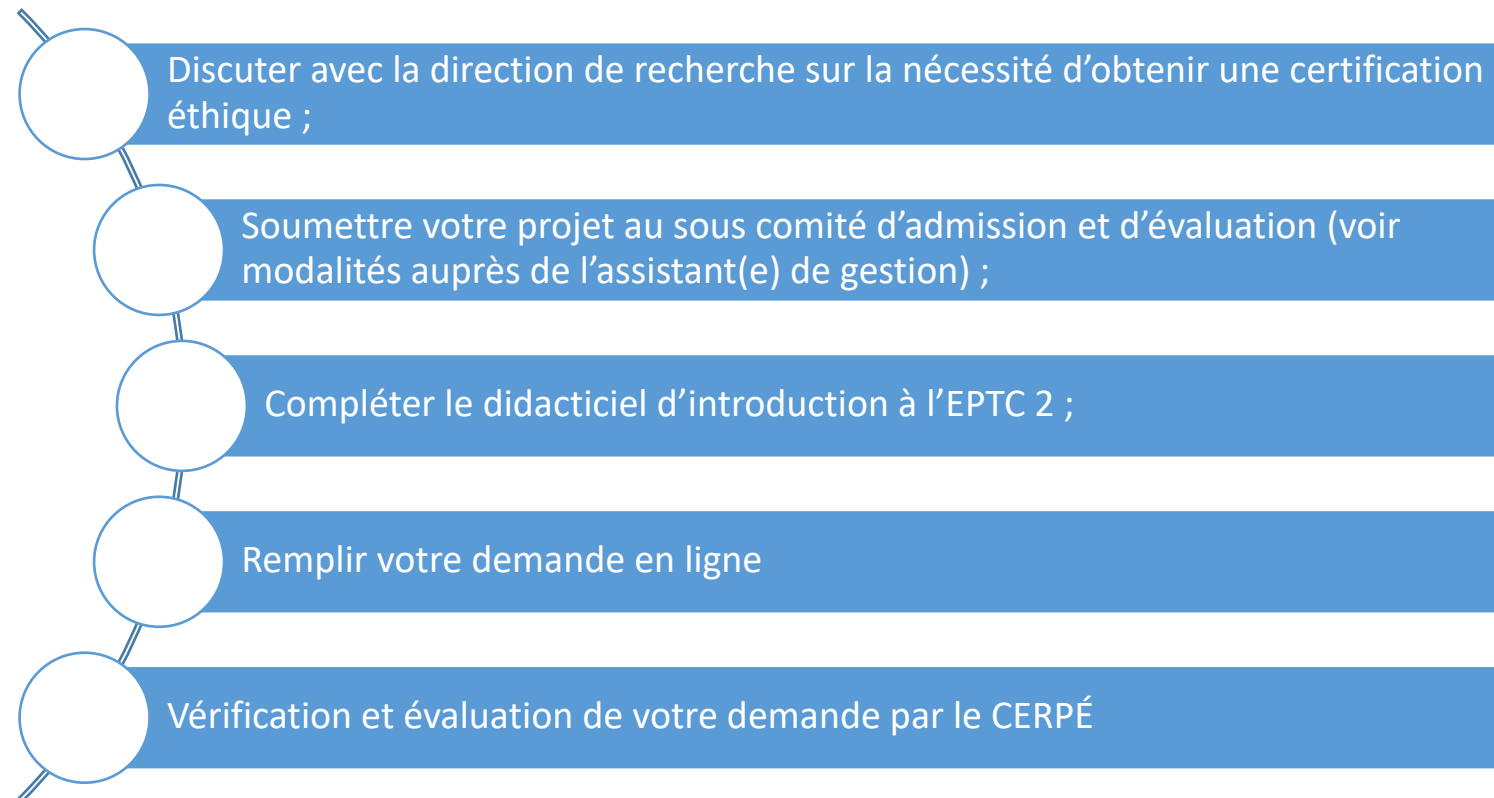 Discuter avec la direction de recherche sur la nécessité d’obtenir une certification
éthique ;
Soumettre votre projet au sous comité d’admission et d’évaluation (voir
modalités auprès de l’assistant(e) de gestion) ;
Compléter le didacticiel d’introduction à l’EPTC 2 ;
Remplir votre demande en ligne
Vérification et évaluation de votre demande par le CERPÉ